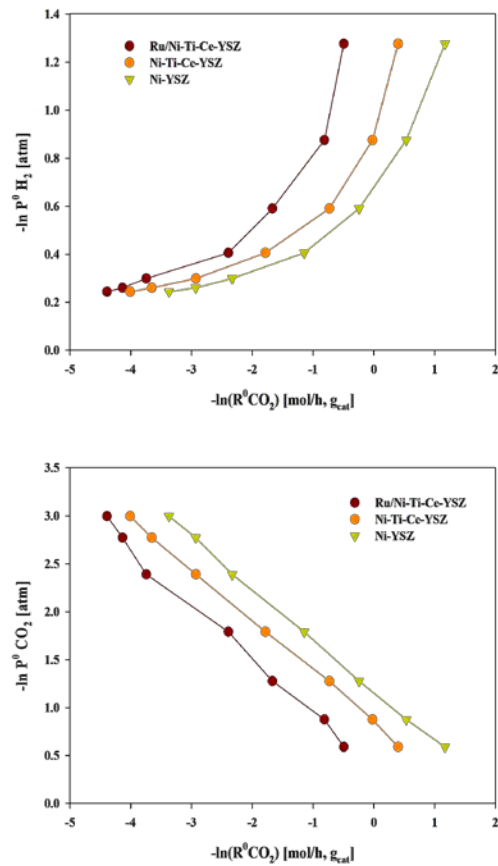 1.4
1.2
1.0
0.8
0.6
0.4
0.2
0.0
-ln P⁰ H₂ [atm]
Ru/Ni-Ti-Ce-YSZ
Ni-Ti-Ce-YSZ
Ni-YSZ
-5 -4 -3 -2 -1 0 1 2
-ln(R⁰CO₂) [mol/h, g_cat]
3.5
3.0
2.5
2.0
1.5
1.0
0.5
0.0
-ln P⁰ CO₂ [atm]
Ru/Ni-Ti-Ce-YSZ
Ni-Ti-Ce-YSZ
Ni-YSZ
-5 -4 -3 -2 -1 0 1 2
-ln(R⁰CO₂) [mol/h, g_cat]